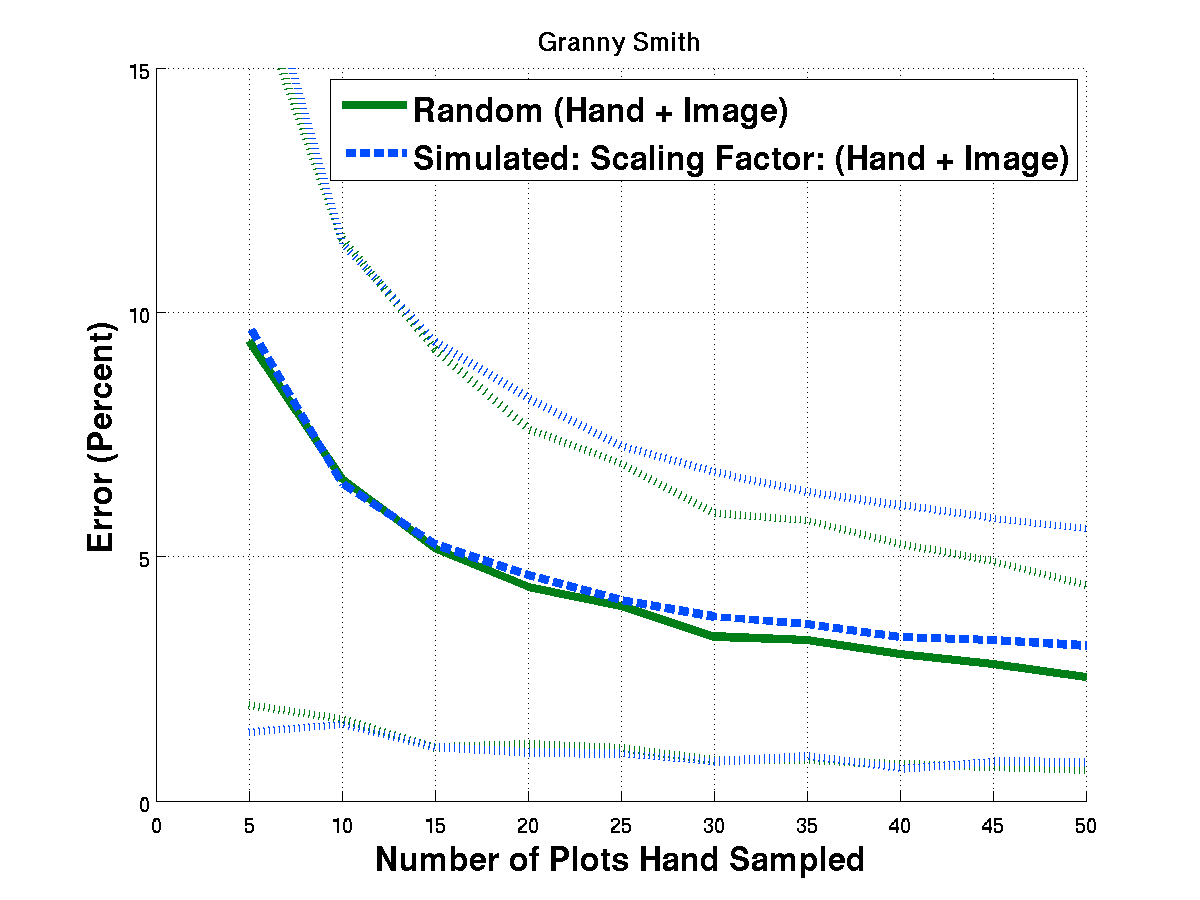 Granny Smith
15
Random (Hand + Image)
Simulated: Scaling Factor: (Hand + Image)
10
Error (Percent)
5
0
0 5 10 15 20 25 30 35 40 45 50
Number of Plots Hand Sampled